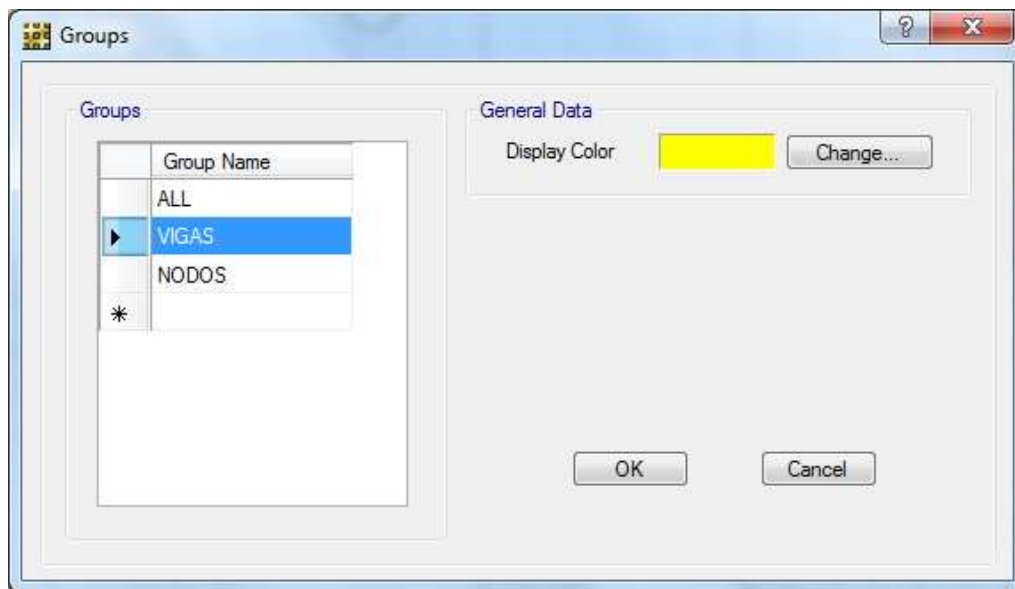 Groups
Groups
Group Name
ALL
VIGAS
NODOS
General Data
Display Color
Change...
OK
Cancel